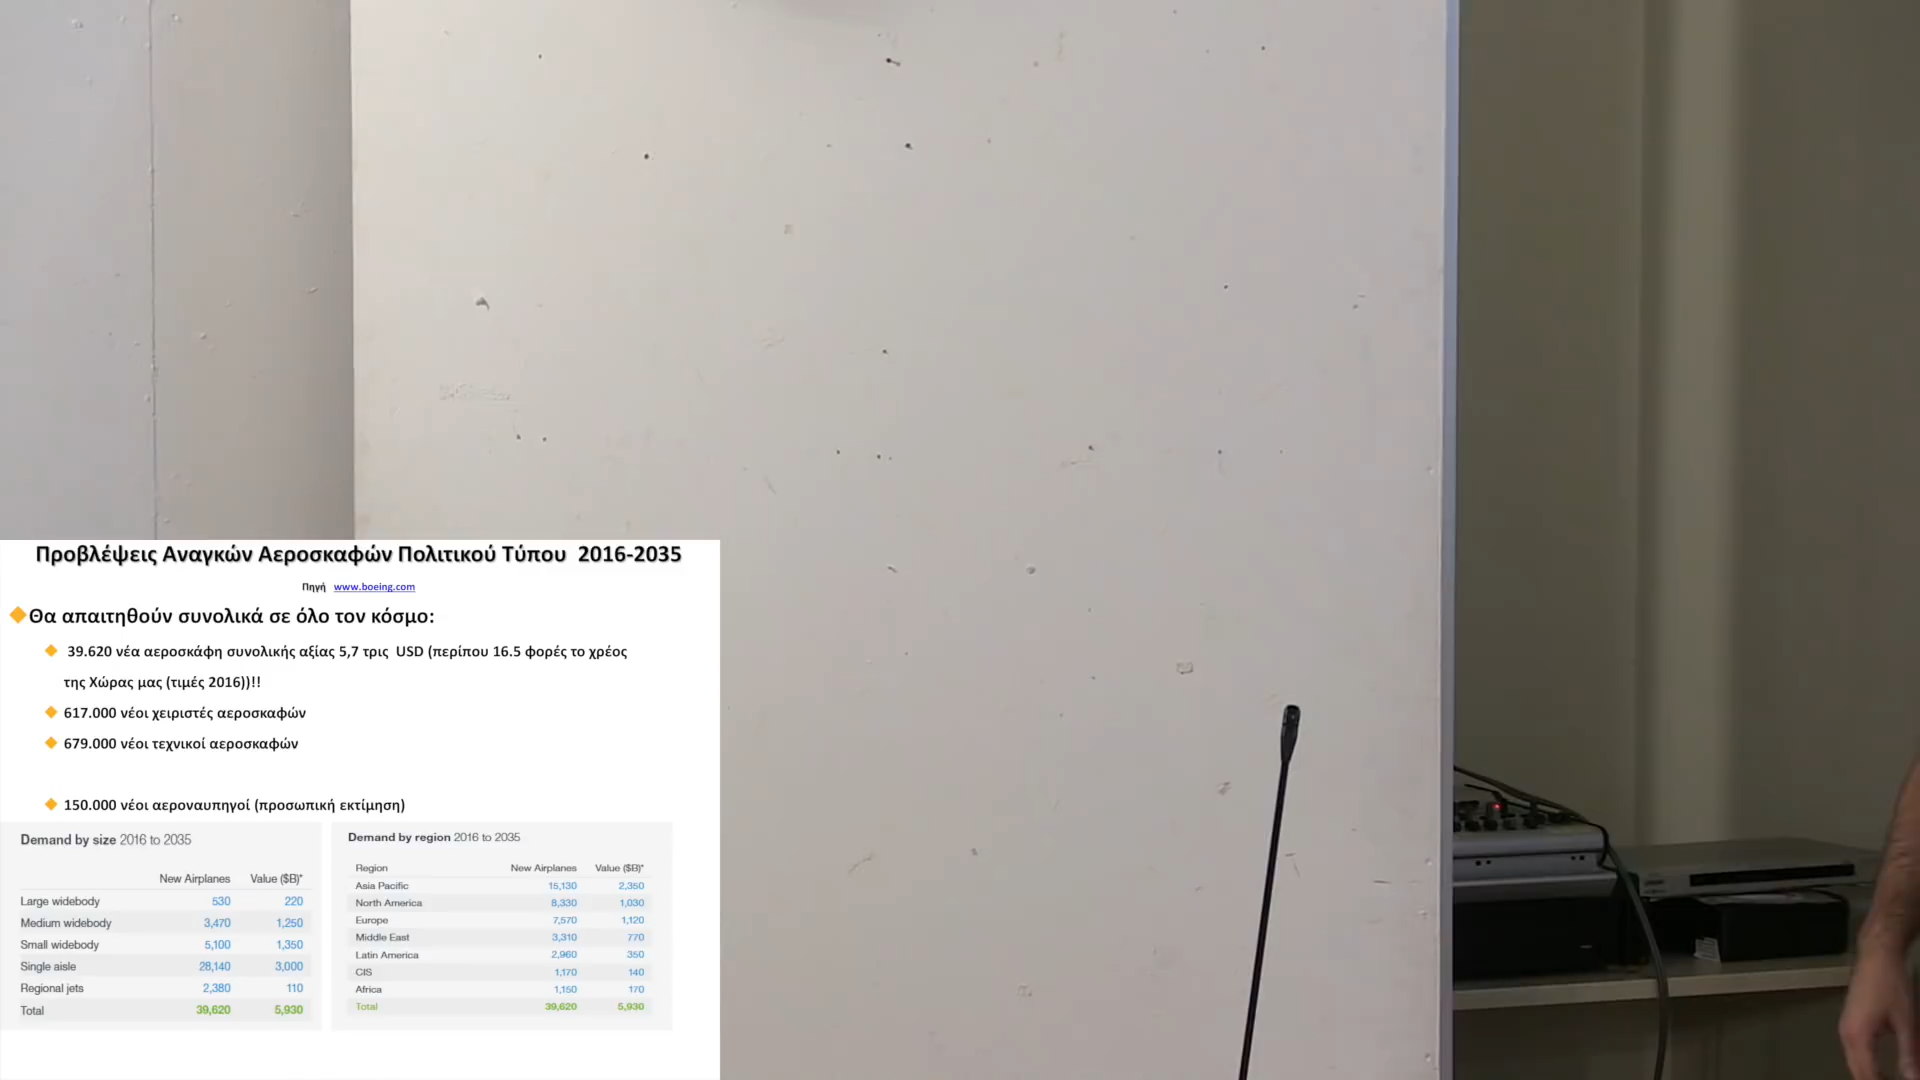 Προβλέψεις Αναγκών Αεροσκαφών Πολιτικού Τύπου 2016-2035
Πηγή www.boeing.com
Θα απαιτηθούν συνολικά σε όλο τον κόσμο:
39.620 νέα αεροσκάφη συνολικής αξίας 5,7 τρις USD (περίπου 16.5 φορές το χρέος
της Χώρας μας (τιμές 2016))!!
617.000 νέοι χειριστές αεροσκαφών
679.000 νέοι τεχνικοί αεροσκαφών
150.000 νέοι αεροναυπηγοί (προσωπική εκτίμηση)
Demand by size 2016 to 2035
New Airplanes Value ($B)*
Large widebody 530 220
Medium widebody 3,470 1,250
Small widebody 5,100 1,350
Single aisle 28,140 3,000
Regional jets 2,380 110
Total 39,620 5,930
Demand by region 2016 to 2035
Region New Airplanes Value ($B)*
Asia Pacific 15,130 2,350
North America 8,330 1,030
Europe 7,570 1,120
Middle East 3,310 770
Latin America 2,960 350
CIS 1,170 140
Africa 1,150 170
Total 39,620 5,930